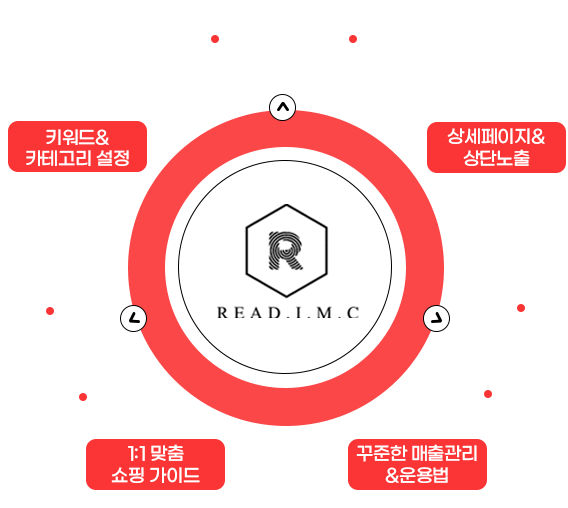 키워드&
카테고리 설정
상세페이지&
상단노출
R
READ.I.M.C
1:1 맞춤
쇼핑 가이드
꾸준한 매출관리
&운용법